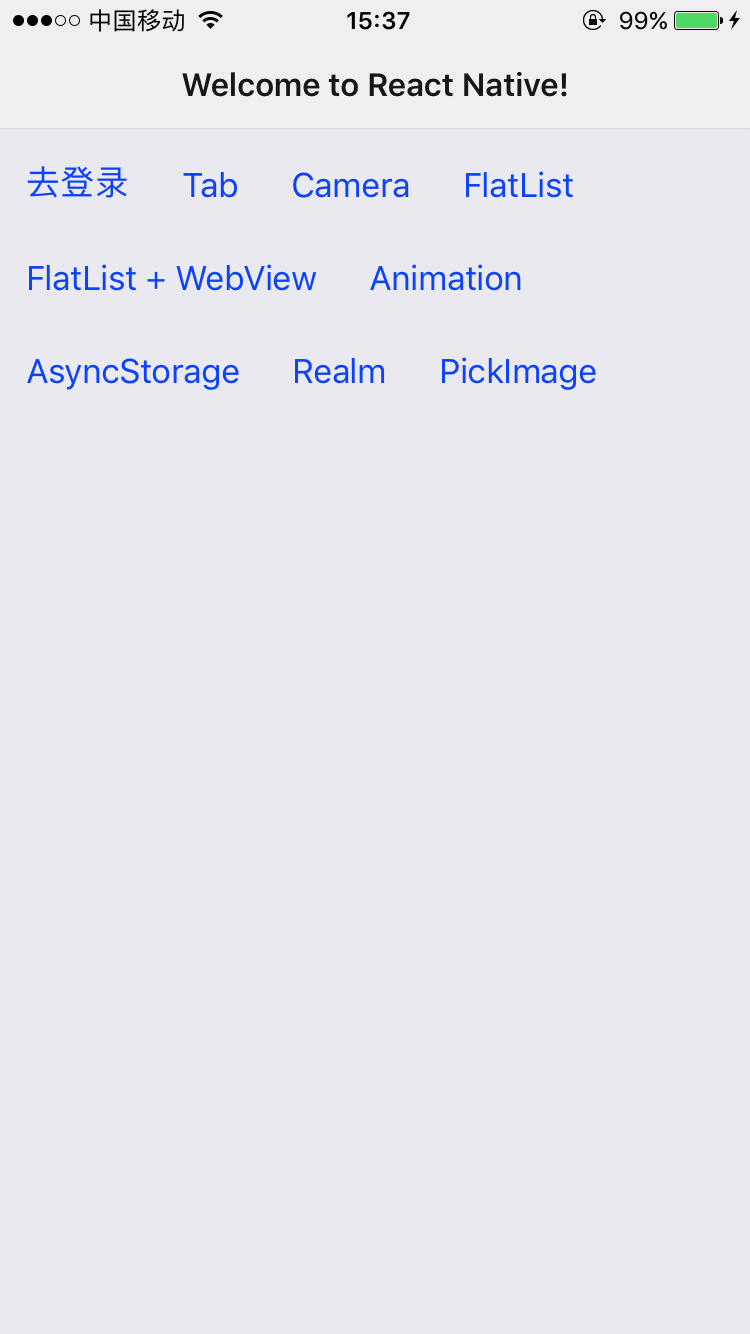 中国移动 15:37 99%
Welcome to React Native!
去登录 Tab Camera FlatList
FlatList + WebView Animation
AsyncStorage Realm PickImage